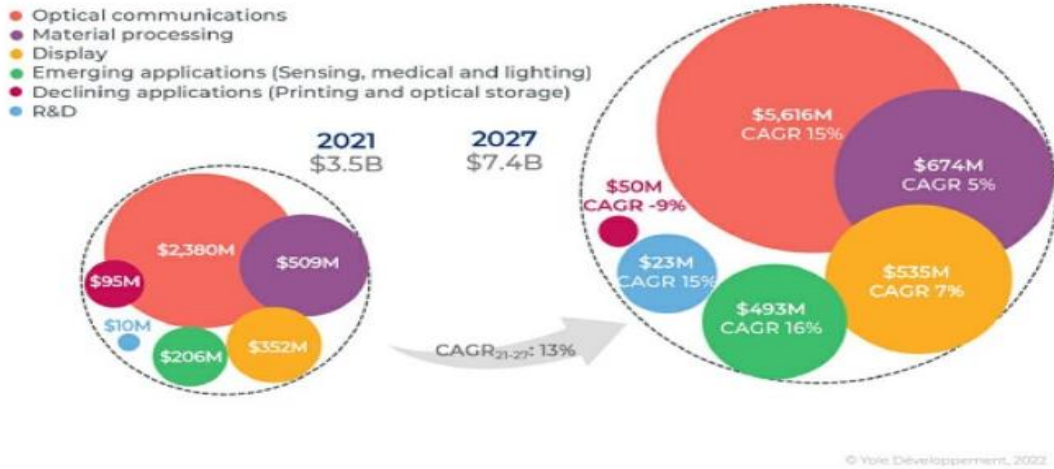 Optical communications
Material processing
Display
Emerging applications (Sensing, medical and lighting)
Declining applications (Printing and optical storage)
R&D
2021
$3.5B
2027
$7.4B
$2,380M
$509M
$95M
$10M
$206M
$352M
CAGR21-27: 13%
$5,616M
CAGR 15%
$674M
CAGR 5%
$50M
CAGR -9%
$23M
CAGR 15%
$535M
CAGR 7%
$493M
CAGR 16%
© Yole Développement, 2022